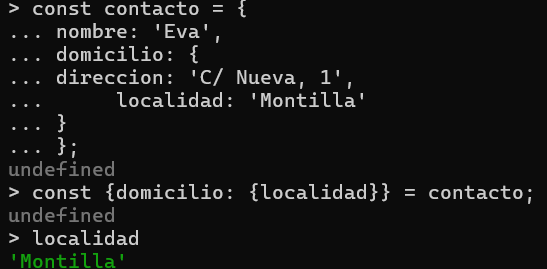 > const contacto = {
... nombre: 'Eva',
... domicilio: {
... direccion: 'C/ Nueva, 1',
...     localidad: 'Montilla'
... }
... };
undefined
> const {domicilio: {localidad}} = contacto;
undefined
> localidad
'Montilla'